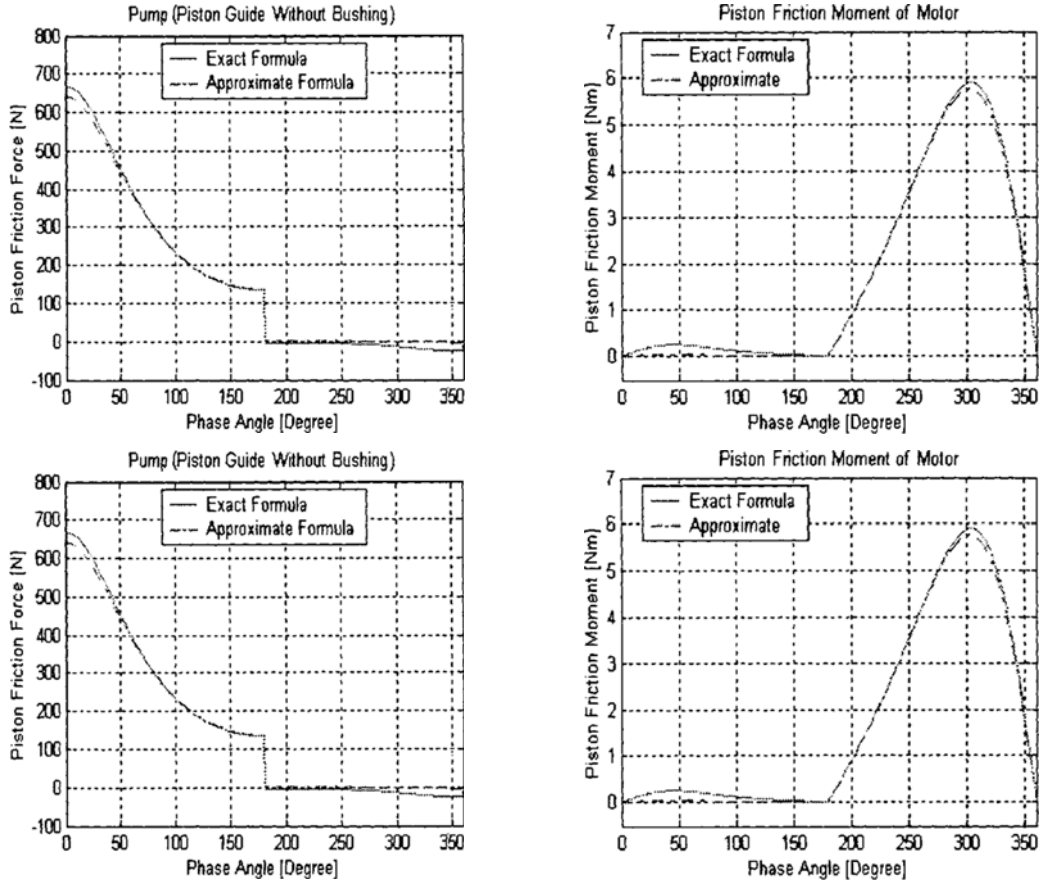 Pump (Piston Guide Without Bushing)
800
700
600
500
400
300
200
100
0
-100
Piston Friction Force [N]
Exact Formula
Approximate Formula
0 50 100 150 200 250 300 350
Phase Angle [Degree]
Piston Friction Moment of Motor
7
6
5
4
3
2
1
0
Piston Friction Moment [Nm]
Exact Formula
Approximate
0 50 100 150 200 250 300 350
Phase Angle [Degree]
Pump (Piston Guide Without Bushing)
800
700
600
500
400
300
200
100
0
-100
Piston Friction Force [N]
Exact Formula
Approximate Formula
0 50 100 150 200 250 300 350
Phase Angle [Degree]
Piston Friction Moment of Motor
7
6
5
4
3
2
1
0
Piston Friction Moment [Nm]
Exact Formula
Approximate
0 50 100 150 200 250 300 350
Phase Angle [Degree]